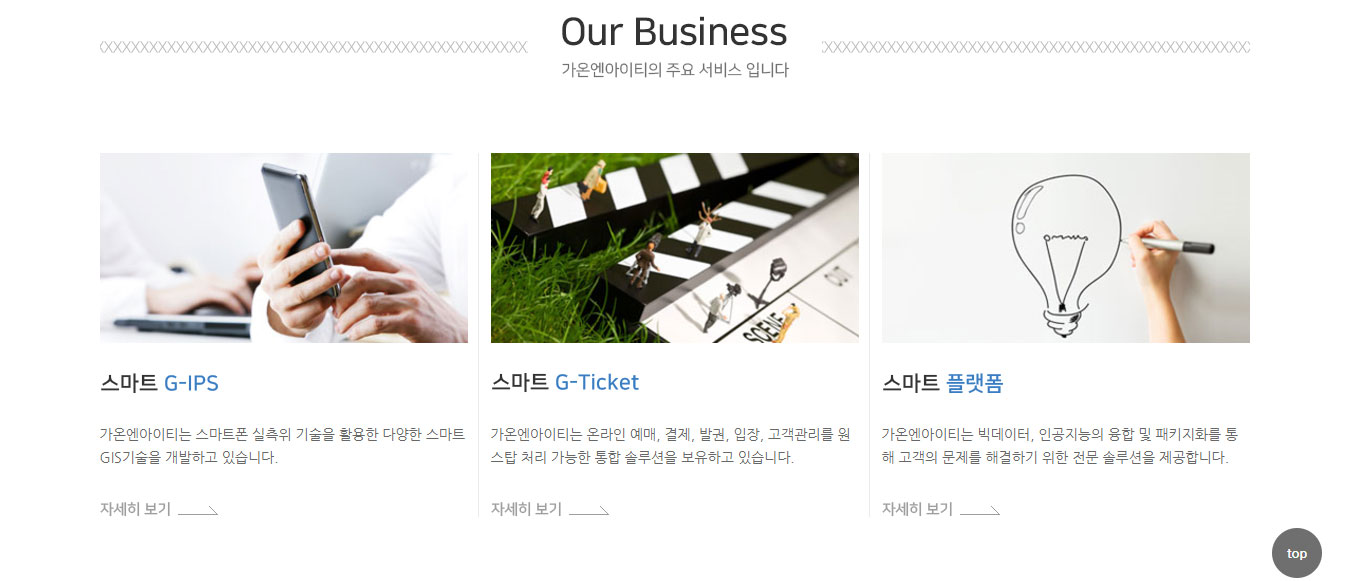 Our Business
가온엔아이티의 주요 서비스 입니다
SCENE
스마트 G-IPS
가온엔아이티는 스마트폰 실측위 기술을 활용한 다양한 스마트
GIS기술을 개발하고 있습니다.
자세히 보기
스마트 G-Ticket
가온엔아이티는 온라인 예매, 결제, 발권, 입장, 고객관리를 원
스탑 처리 가능한 통합 솔루션을 보유하고 있습니다.
자세히 보기
스마트 플랫폼
가온엔아이티는 빅데이터, 인공지능의 융합 및 패키지화를 통
해 고객의 문제를 해결하기 위한 전문 솔루션을 제공합니다.
자세히 보기
top